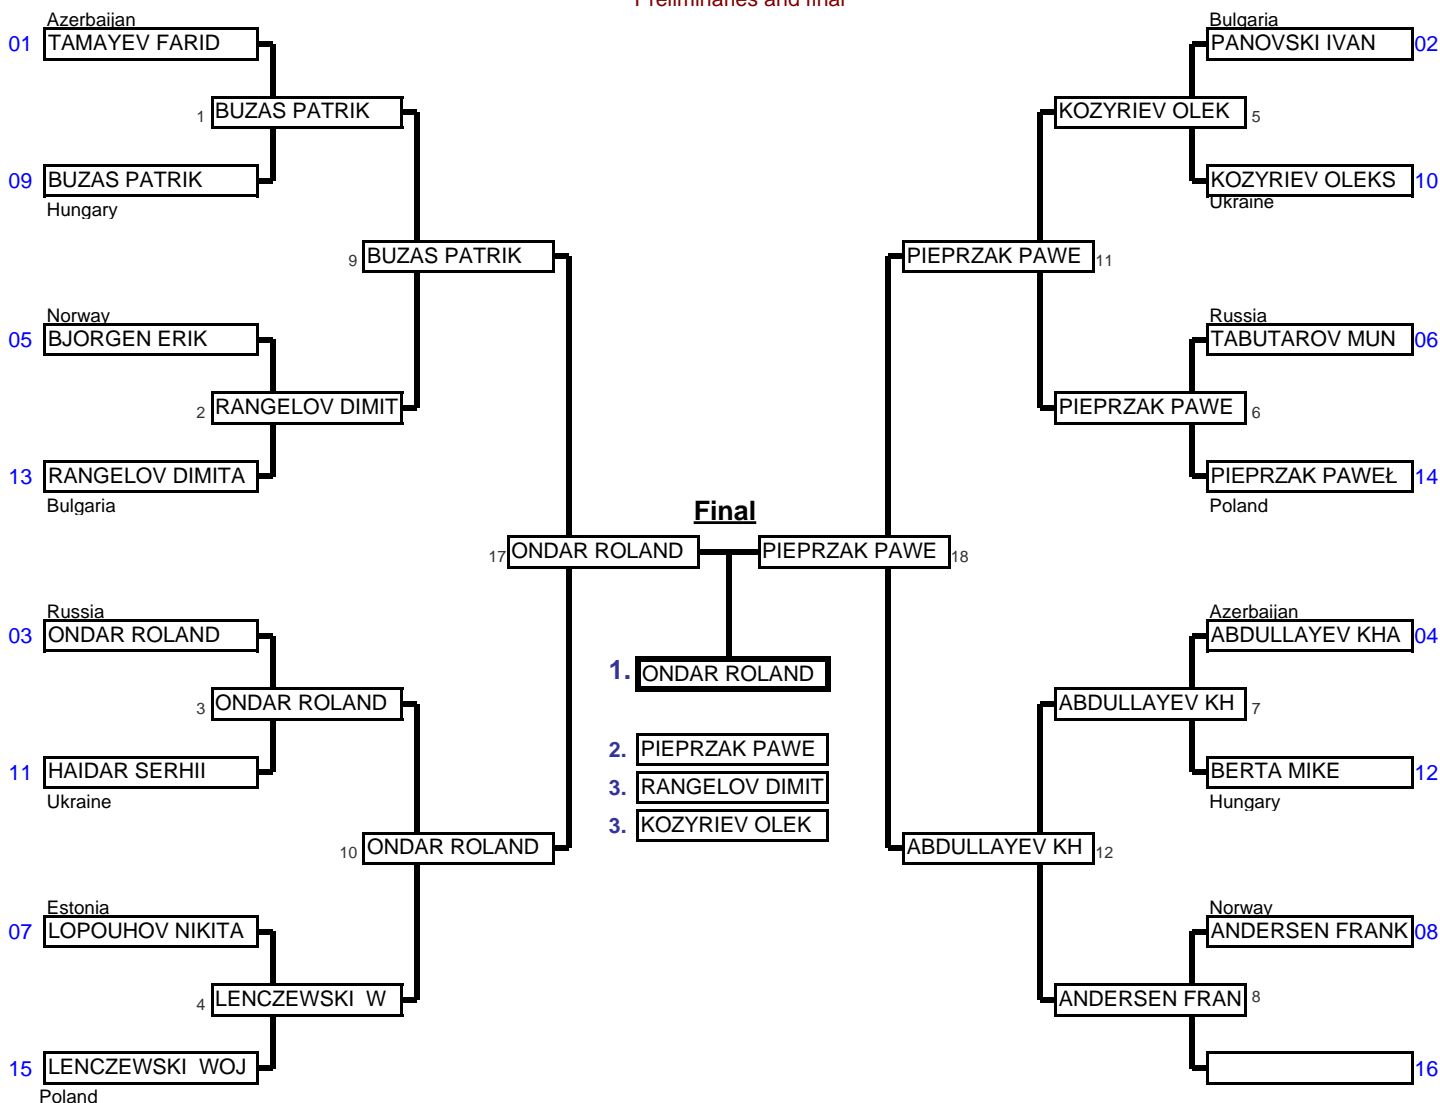 Preliminaries and final
Azerbaijan
01 TAMAYEV FARID
1 BUZAS PATRIK
09 BUZAS PATRIK
Hungary
9 BUZAS PATRIK
Norway
05 BJORGEN ERIK
2 RANGELOV DIMIT
13 RANGELOV DIMITA
Bulgaria
17 ONDAR ROLAND
Russia
03 ONDAR ROLAND
3 ONDAR ROLAND
11 HAIDAR SERHII
Ukraine
10 ONDAR ROLAND
Estonia
07 LOPOUHOV NIKITA
4 LENCZEWSKI W
15 LENCZEWSKI WOJ
Poland
Final
1. ONDAR ROLAND
2. PIEPRZAK PAWE
3. RANGELOV DIMIT
3. KOZYRIEV OLEK
Bulgaria
PANOVSKI IVAN 02
KOZYRIEV OLEK 5
KOZYRIEV OLEKS 10
Ukraine
PIEPRZAK PAWE 11
Russia
TABUTAROV MUN 06
PIEPRZAK PAWE 6
PIEPRZAK PAWEŁ 14
Poland
PIEPRZAK PAWE 18
Azerbaijan
ABDULLAYEV KHA 04
ABDULLAYEV KH 7
BERTA MIKE 12
Hungary
ABDULLAYEV KH 12
Norway
ANDERSEN FRANK 08
ANDERSEN FRAN 8
16